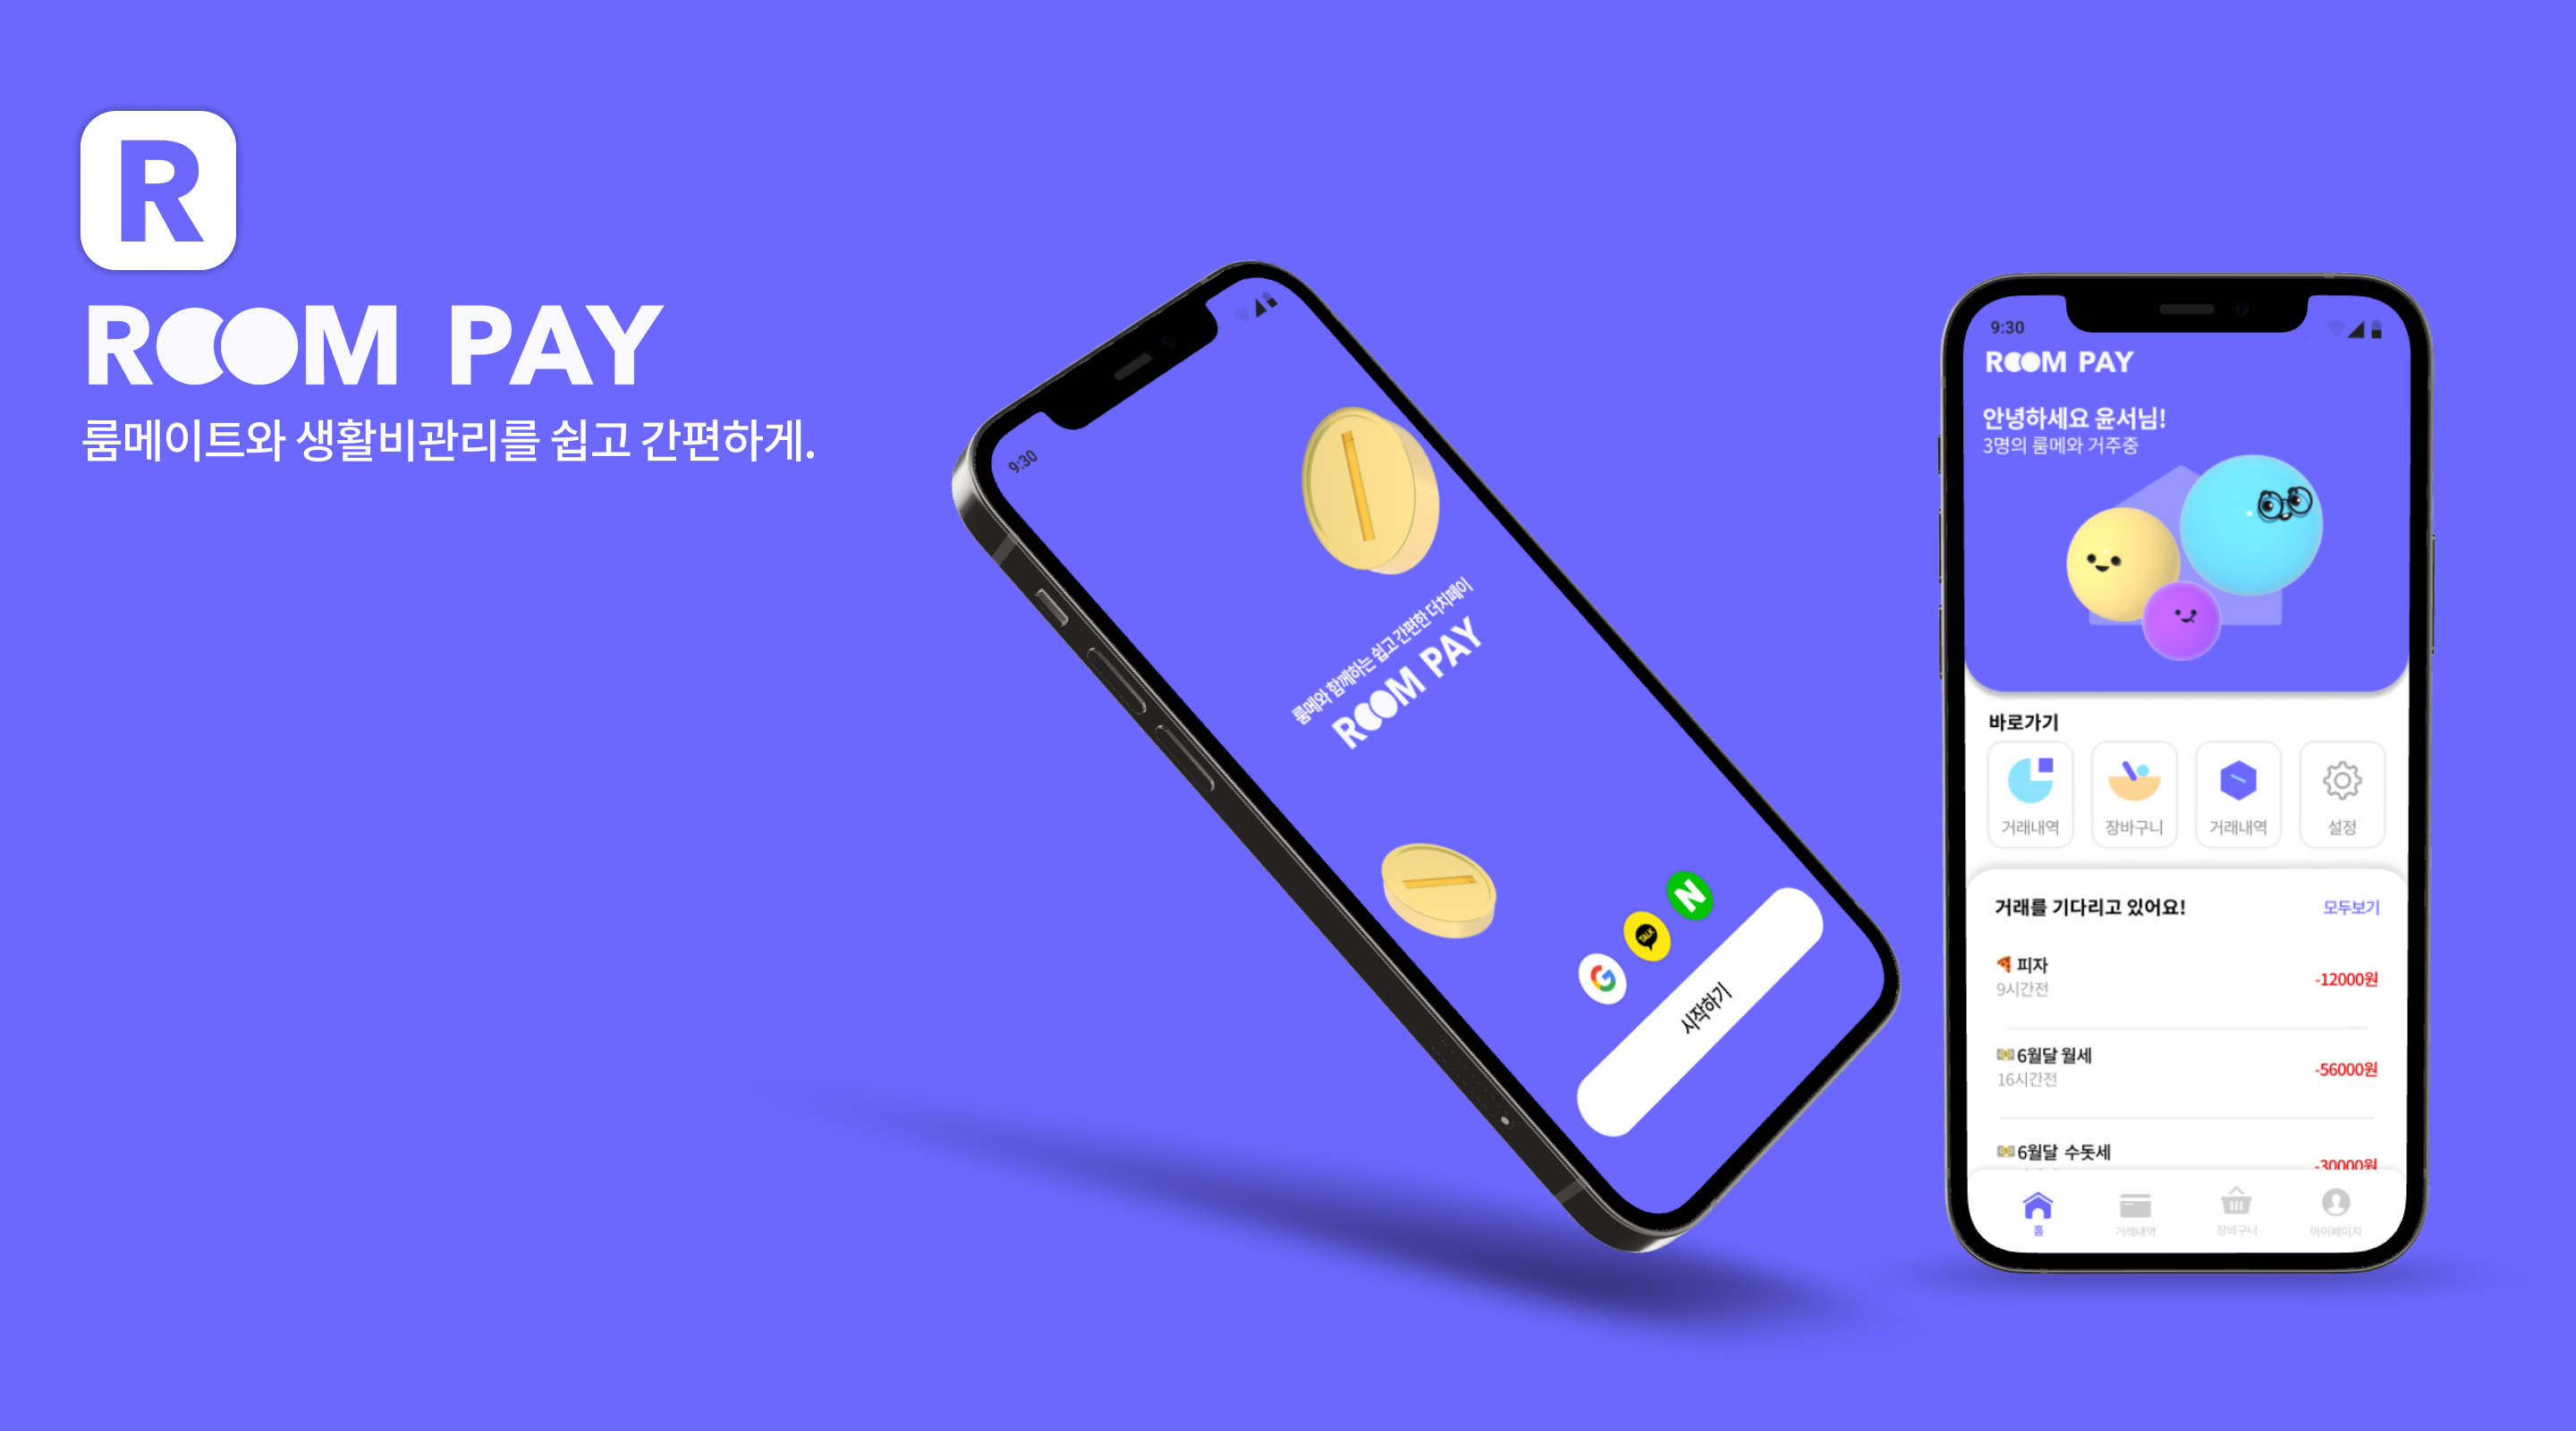 R
ROOM PAY
룸메이트와 생활비관리를 쉽고 간편하게.
9:30
룸메와 함께하는 쉽고 간편한 더치페이
ROOM PAY
G
TALK
N
시작하기
9:30
ROOM PAY
안녕하세요 윤서님!
3명의 룸메와 거주중
바로가기
거래내역 장바구니 거래내역 설정
거래를 기다리고 있어요! 모두보기
피자
9시간전
-12000원
6월달 월세
16시간전
-56000원
6월달 수돗세
-30000원
홈 거래내역 장바구니 마이페이지